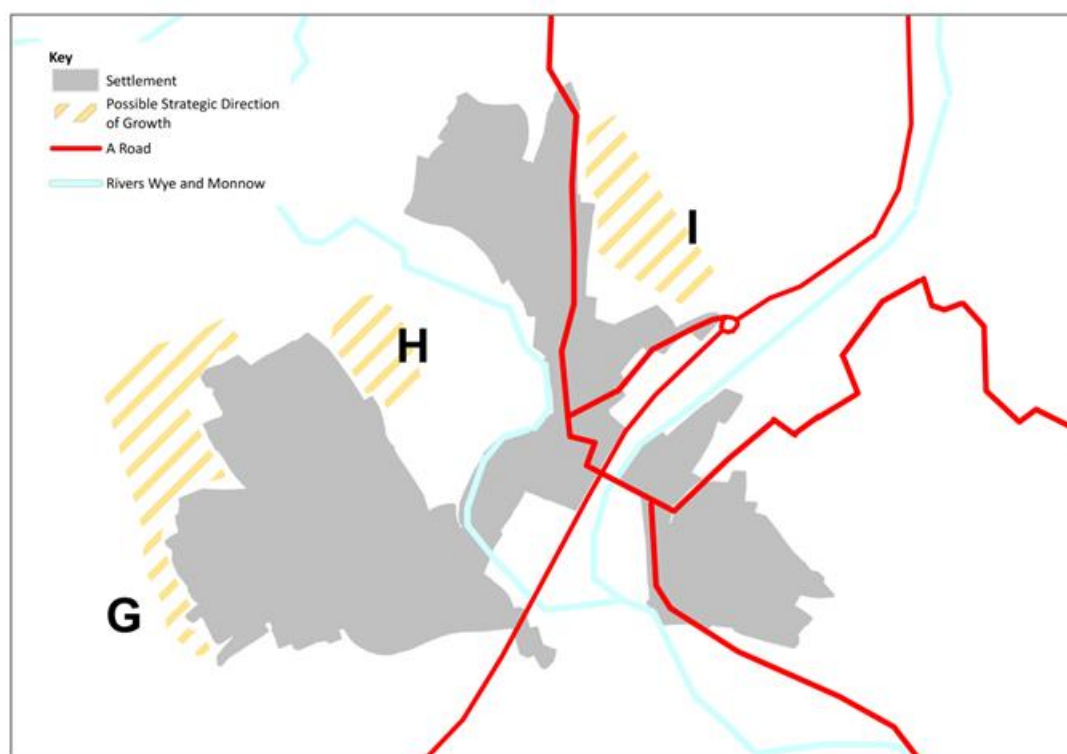 Key
Settlement
Possible Strategic Direction
of Growth
A Road
Rivers Wye and Monnow
I
H
G